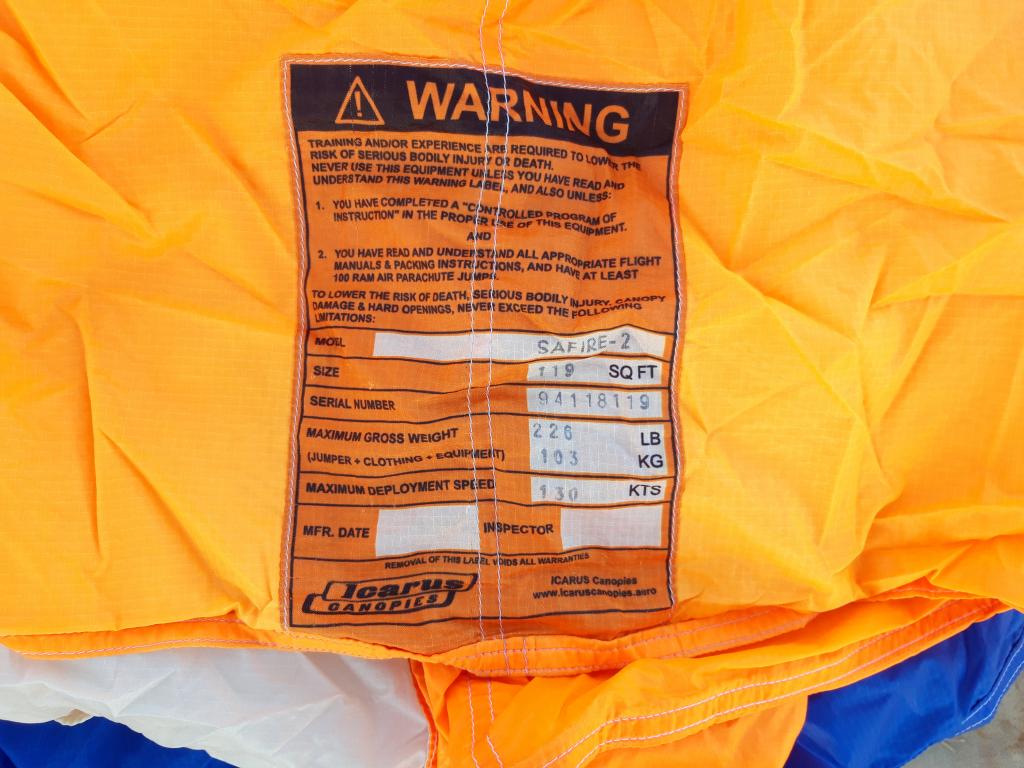 WARNING
TRAINING AND/OR EXPERIENCE ARE REQUIRED TO LOWER THE
RISK OF SERIOUS BODILY INJURY OR DEATH.
NEVER USE THIS EQUIPMENT UNLESS YOU HAVE READ AND
UNDERSTAND THIS WARNING LABEL, AND ALSO UNLESS:
1. YOU HAVE COMPLETED A "CONTROLLED PROGRAM OF
INSTRUCTION" IN THE PROPER USE OF THIS EQUIPMENT.
AND
2. YOU HAVE READ AND UNDERSTAND ALL APPROPRIATE FLIGHT
MANUALS & PACKING INSTRUCTIONS, AND HAVE AT LEAST
100 RAM AIR PARACHUTE JUMPS.
TO LOWER THE RISK OF DEATH, SERIOUS BODILY INJURY, CANOPY
DAMAGE & HARD OPENINGS, NEVER EXCEED THE FOLLOWING
LIMITATIONS:
MODEL SAFIRE-2
SIZE 119 SQ FT
SERIAL NUMBER 94118119
MAXIMUM GROSS WEIGHT 226 LB
(JUMPER + CLOTHING + EQUIPMENT) 103 KG
MAXIMUM DEPLOYMENT SPEED 130 KTS
MFR. DATE INSPECTOR
REMOVAL OF THIS LABEL VOIDS ALL WARRANTIES
Icarus CANOPIES
ICARUS Canopies
www.icaruscanopies.aero